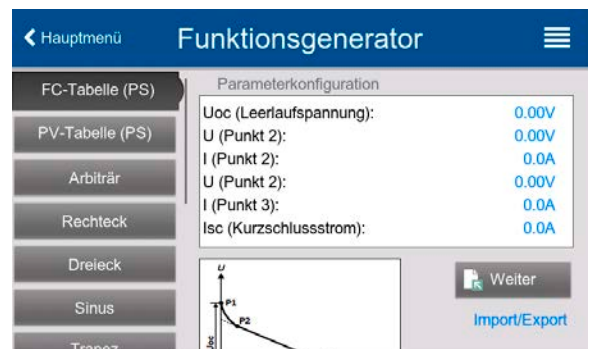 Hauptmenü
Funktionsgenerator
FC-Tabelle (PS)
PV-Tabelle (PS)
Arbiträr
Rechteck
Dreieck
Sinus
Trapez
Parameterkonfiguration
Uoc (Leerlaufspannung): 0.00V
U (Punkt 2): 0.00V
I (Punkt 2): 0.0A
U (Punkt 2): 0.00V
I (Punkt 3): 0.0A
Isc (Kurzschlussstrom): 0.0A
U
P1
P2
Uoc
Weiter
Import/Export